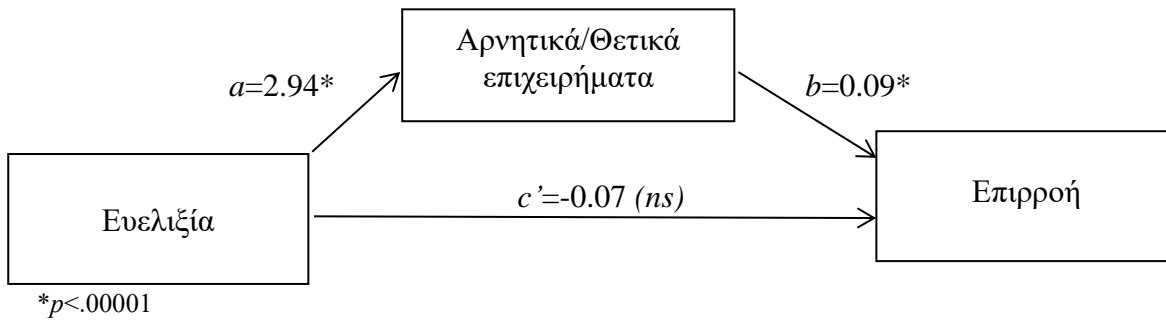 Αρνητικά/Θετικά
επιχειρήματα
a=2.94*
b=0.09*
c’=-0.07 (ns)
Ευελιξία
Επιρροή
*p<.00001